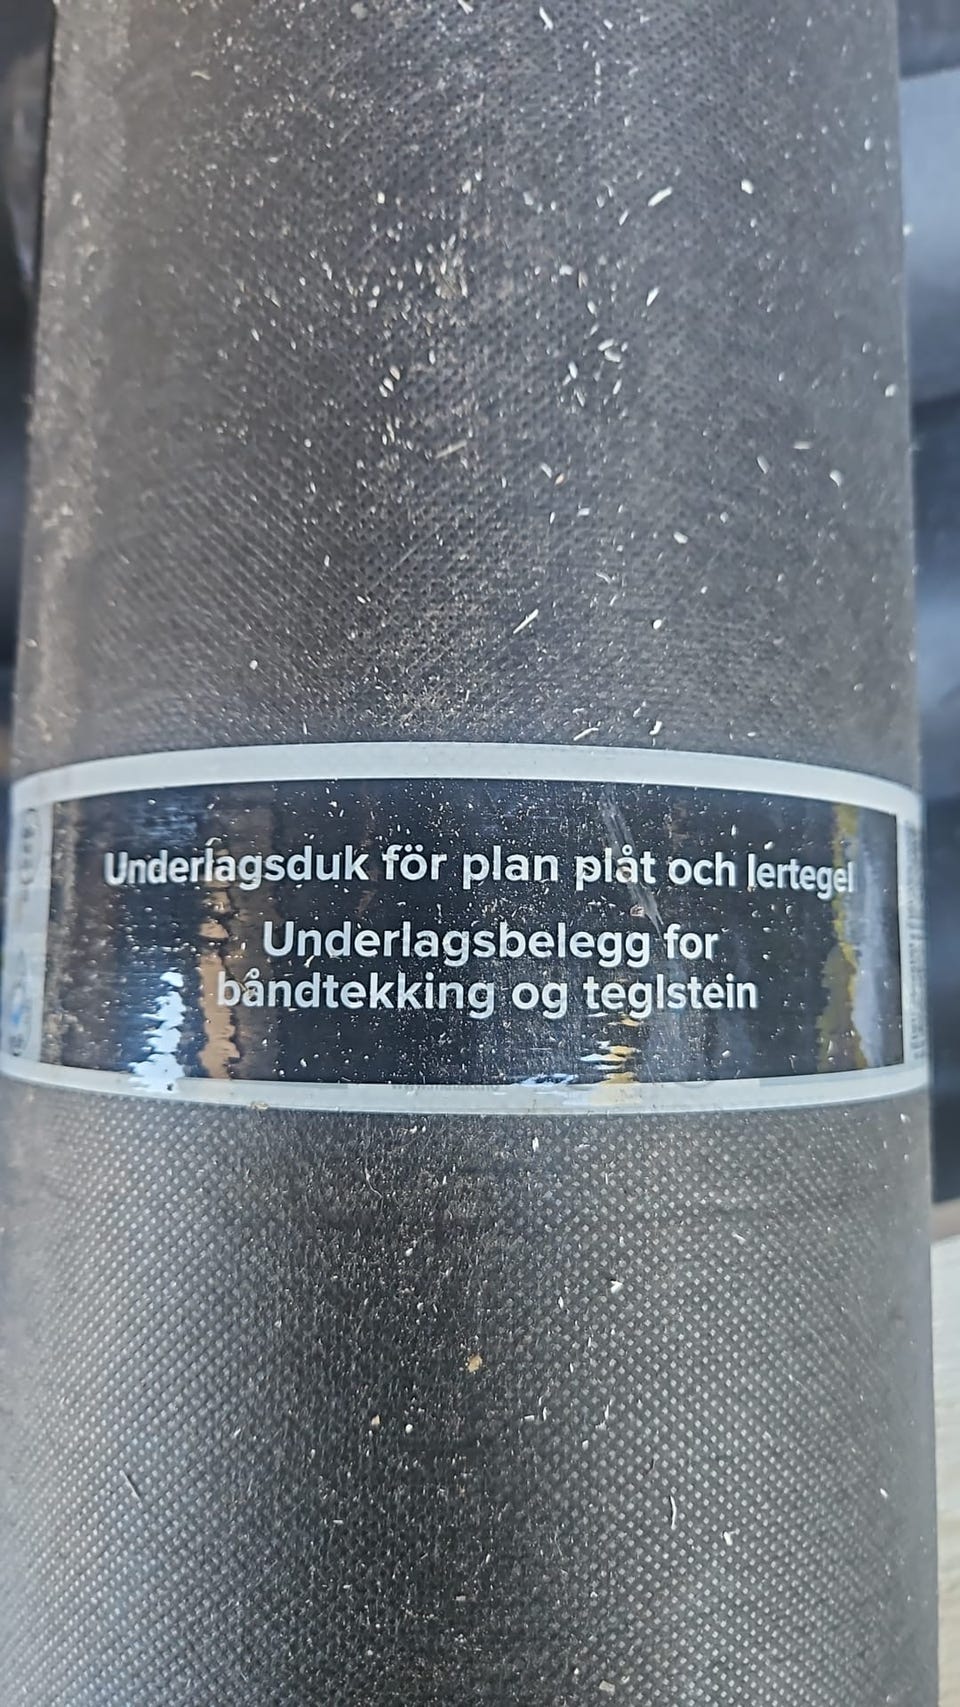 Underlagsduk för plan plåt och lertegel
Underlagsbelegg for
båndtekking og teglstein